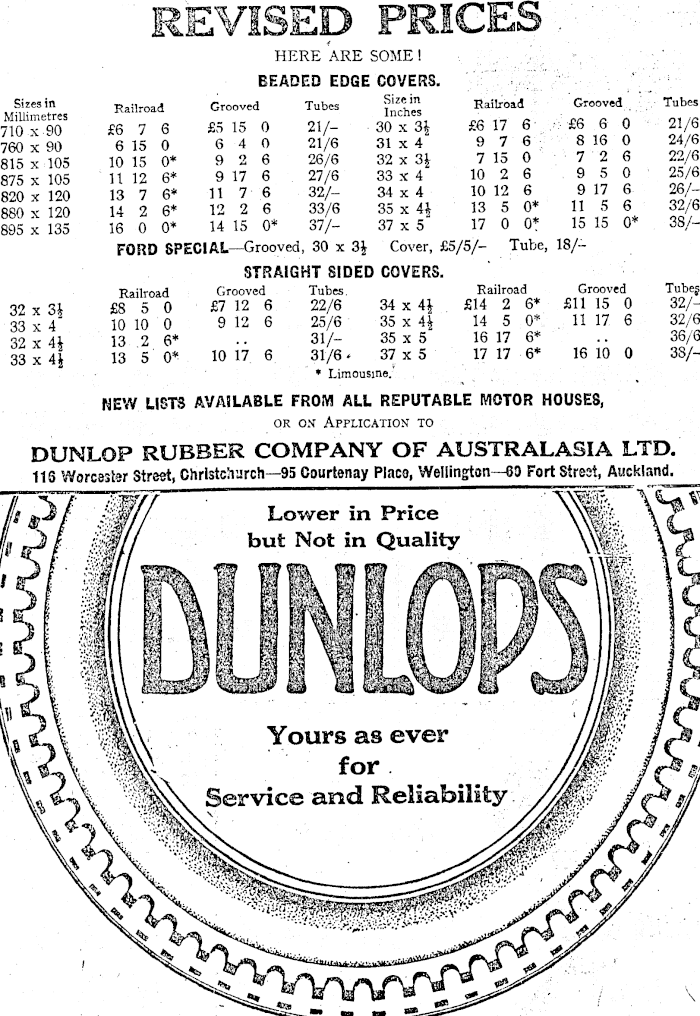 REVISED PRICES
HERE ARE SOME!
BEADED EDGE COVERS.
Sizes in Millimetres Railroad Grooved Tubes Size in Inches Railroad Grooved Tubes
710 x 90 £6 7 6 £5 15 0 21/– 30 x 3½ £6 17 6 £6 6 0 21/6
760 x 90 6 15 0 6 4 0 21/6 31 x 4 9 7 6 8 16 0 24/6
815 x 105 10 15 0* 9 2 6 26/6 32 x 3½ 7 15 0 7 2 6 22/6
875 x 105 11 12 6* 9 17 6 27/6 33 x 4 10 2 6 9 5 0 25/6
820 x 120 13 7 6* 11 7 6 32/– 34 x 4 10 12 6 9 17 6 26/–
880 x 120 14 2 6* 12 2 6 33/6 35 x 4½ 13 5 0* 11 5 6 32/6
895 x 135 16 0 0* 14 15 0* 37/– 37 x 5 17 0 0* 15 15 0* 38/–
FORD SPECIAL—Grooved, 30 x 3½ Cover, £5/5/– Tube, 18/–
STRAIGHT SIDED COVERS.
Railroad Grooved Tubes. Railroad Grooved Tubes
32 x 3½ £8 5 0 £7 12 6 22/6 34 x 4½ £14 2 6* £11 15 0 32/–
33 x 4 10 10 0 9 12 6 25/6 35 x 4½ 14 5 0* 11 17 6 32/6
32 x 4½ 13 2 6* .. 31/– 35 x 5 16 17 6* .. 36/6
33 x 4½ 13 5 0* 10 17 6 31/6 37 x 5 17 17 6* 16 10 0 38/–
* Limousine.
NEW LISTS AVAILABLE FROM ALL REPUTABLE MOTOR HOUSES,
OR ON APPLICATION TO
DUNLOP RUBBER COMPANY OF AUSTRALASIA LTD.
116 Worcester Street, Christchurch—95 Courtenay Place, Wellington—60 Fort Street, Auckland.
Lower in Price
but Not in Quality
DUNLOPS
Yours as ever
for
Service and Reliability